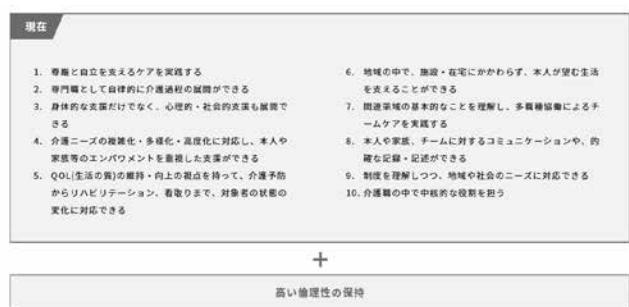 現在
1. 尊厳と自立を支えるケアを実践する
2. 専門職として自律的に介護過程の展開ができる
3. 身体的な支援だけでなく、心理的・社会的支援も展開で
きる
4. 介護ニーズの複雑化・多様化・高度化に対応し、本人や
家族等のエンパワメントを重視した支援ができる
5. QOL(生活の質)の維持・向上の視点を持って、介護予防
からリハビリテーション、看取りまで、対象者の状態の
変化に対応できる
6. 地域の中で、施設・在宅にかかわらず、本人が望む生活
を支えることができる
7. 関連領域の基本的なことを理解し、多職種協働によるチ
ームケアを実践する
8. 本人や家族、チームに対するコミュニケーションや、的
確な記録・記述ができる
9. 制度を理解しつつ、地域や社会のニーズに対応できる
10. 介護職の中で中核的な役割を担う
+
高い倫理性の保持